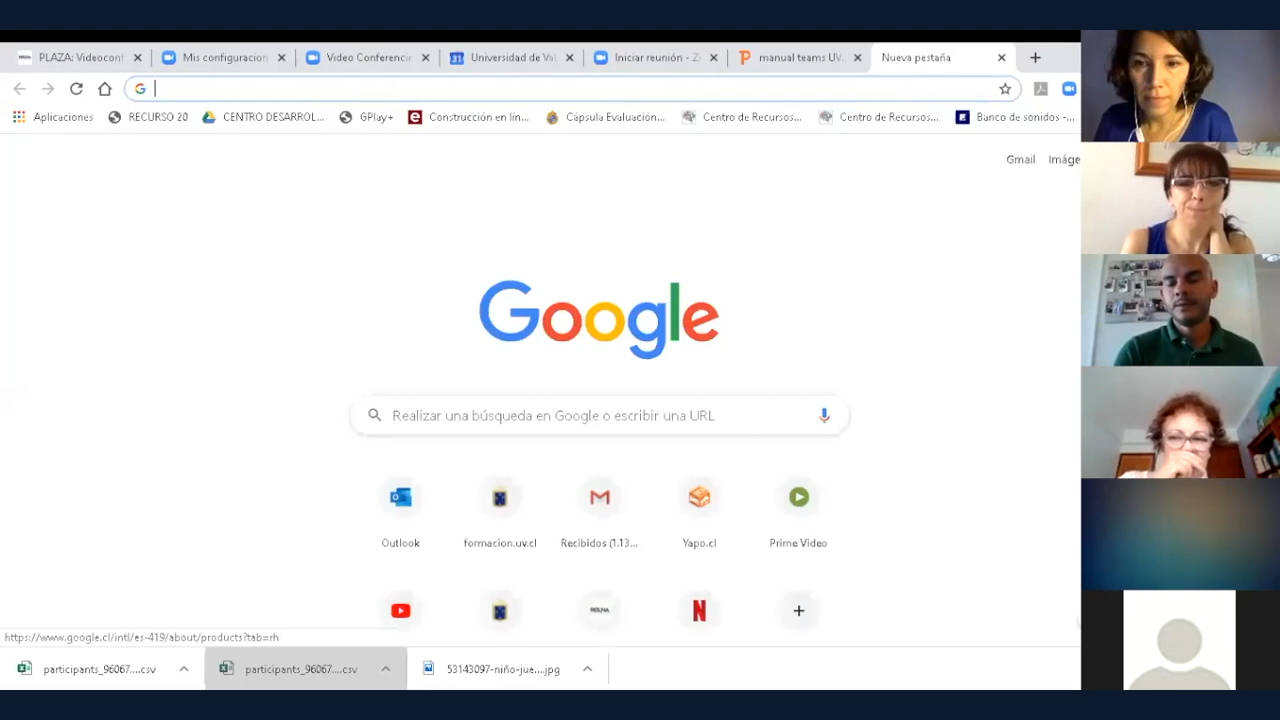 PLAZA: Videoconf
Mis configuracion
Video Conferencin
Universidad de Val
Iniciar reunión - Zo
manual teams UV.
Nueva pestaña
Aplicaciones
RECURSO 20
CENTRO DESARROL...
GPlay+
Construcción en lín...
Cápsula Evaluación...
Centro de Recursos...
Centro de Recursos...
Banco de sonidos -...
Gmail Imáge
Google
Realizar una búsqueda en Google o escribir una URL
Outlook
formacion.uv.cl
Recibidos (1.13...
Yapo.cl
Prime Video
REUNA
https://www.google.cl/intl/es-419/about/products?tab=rh
participants_96067....csv
participants_96067....csv
53143097-niño-jue....jpg